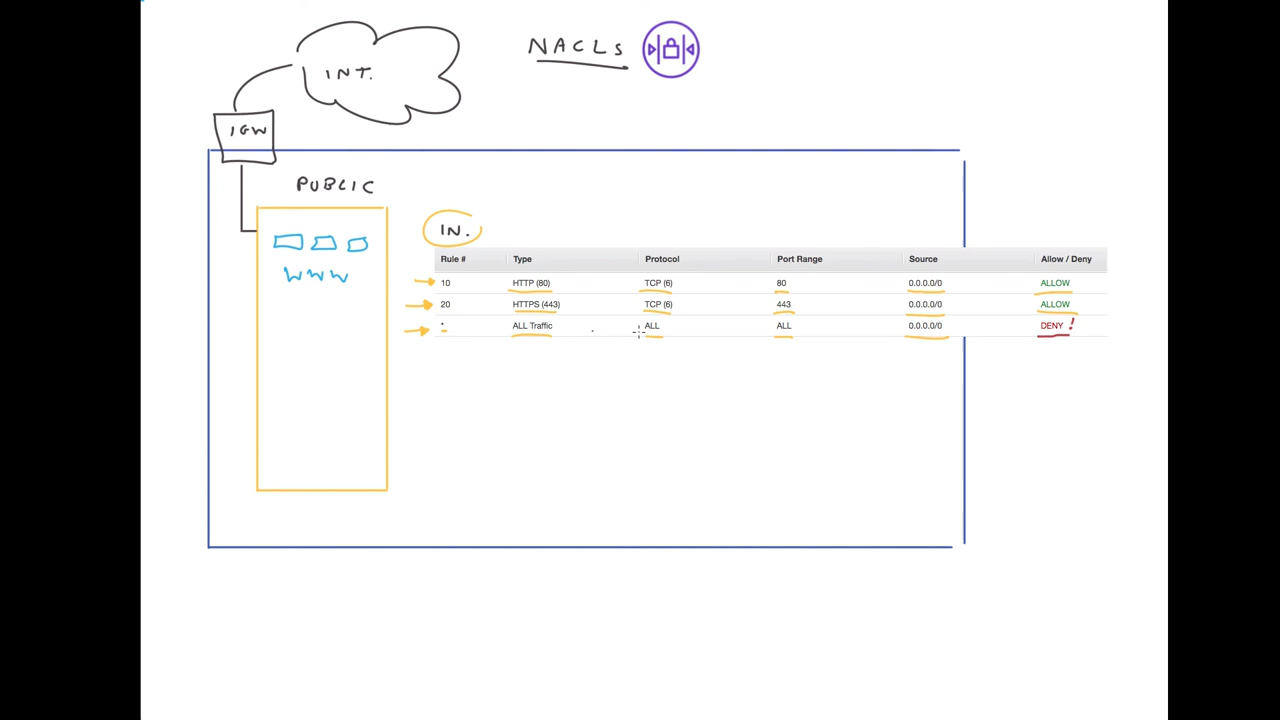 NACLs
INT.
IGW
PUBLIC
IN.
WWW
Rule # Type Protocol Port Range Source Allow / Deny
10 HTTP (80) TCP (6) 80 0.0.0.0/0 ALLOW
20 HTTPS (443) TCP (6) 443 0.0.0.0/0 ALLOW
* ALL Traffic ALL ALL 0.0.0.0/0 DENY !